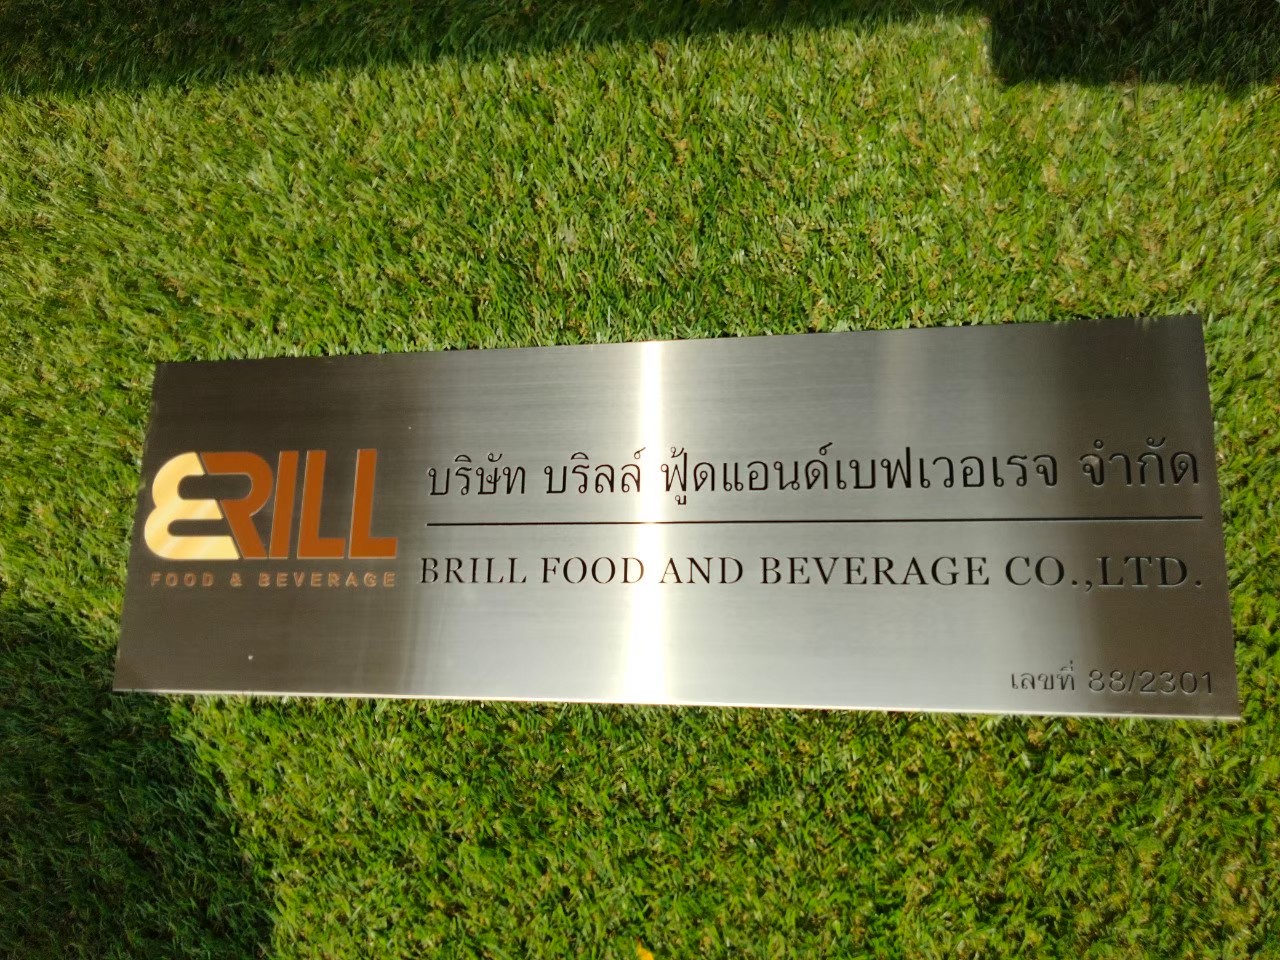 BRILL
FOOD & BEVERAGE
บริษัท บริลล์ ฟู้ดแอนด์เบฟเวอเรจ จำกัด
BRILL FOOD AND BEVERAGE CO.,LTD.
เลขที่ 88/2301